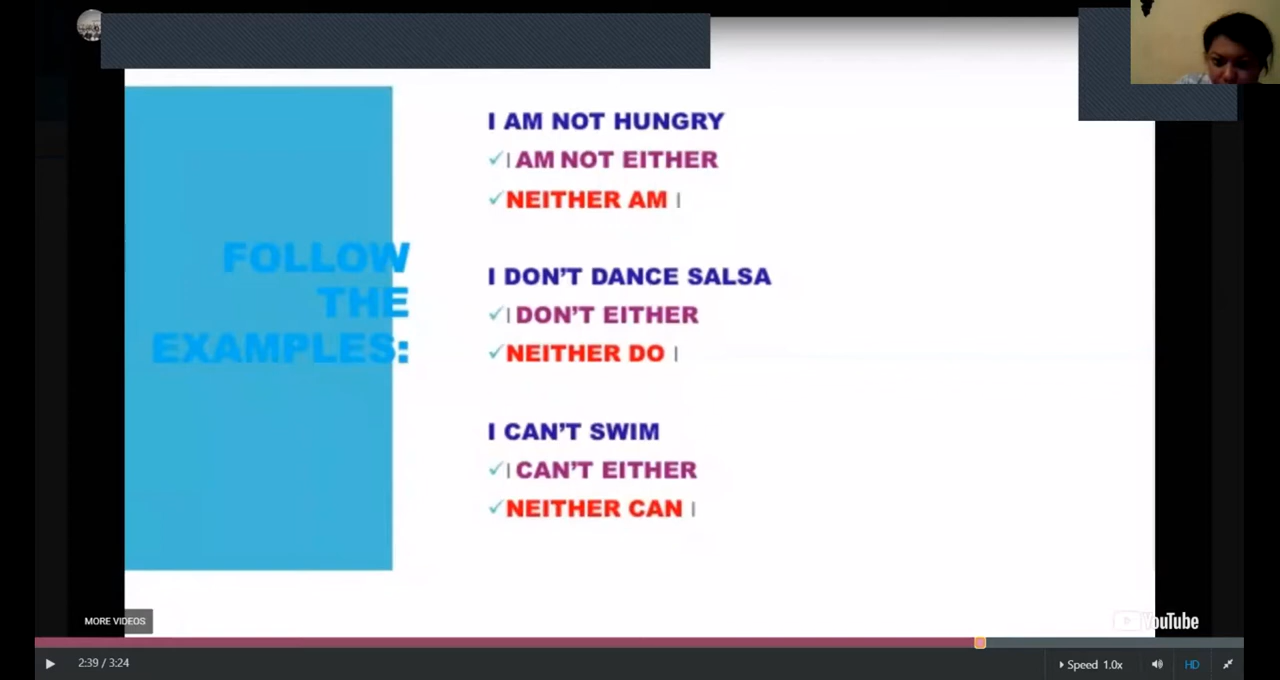 I AM NOT HUNGRY
✓I AM NOT EITHER
✓NEITHER AM I
FOLLOW
THE
EXAMPLES:
I DON'T DANCE SALSA
✓I DON'T EITHER
✓NEITHER DO I
I CAN'T SWIM
✓I CAN'T EITHER
✓NEITHER CAN I
MORE VIDEOS
YouTube
2:39 / 3:24
Speed 1.0x
HD